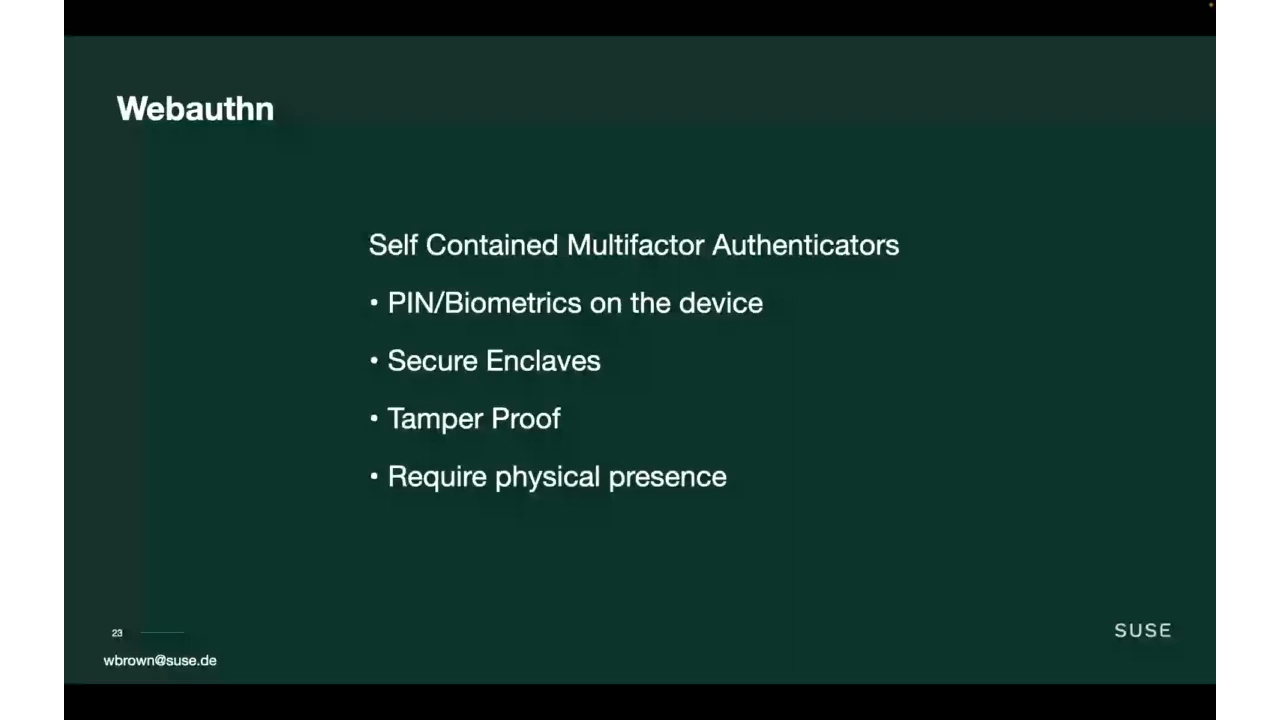 Webauthn
Self Contained Multifactor Authenticators
• PIN/Biometrics on the device
• Secure Enclaves
• Tamper Proof
• Require physical presence
23
wbrown@suse.de
SUSE